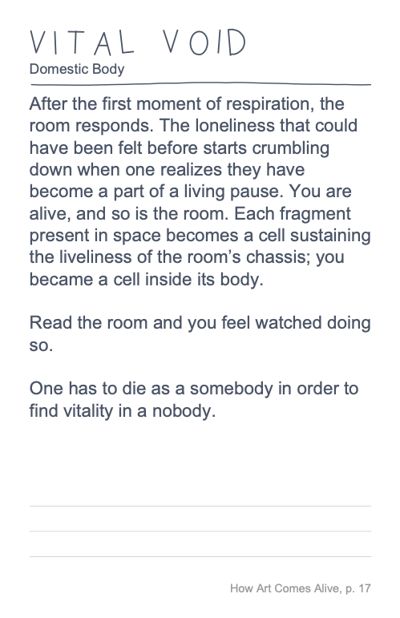 VITAL VOID
Domestic Body
After the first moment of respiration, the
room responds. The loneliness that could
have been felt before starts crumbling
down when one realizes they have
become a part of a living pause. You are
alive, and so is the room. Each fragment
present in space becomes a cell sustaining
the liveliness of the room’s chassis; you
became a cell inside its body.
Read the room and you feel watched doing
so.
One has to die as a somebody in order to
find vitality in a nobody.
How Art Comes Alive, p. 17